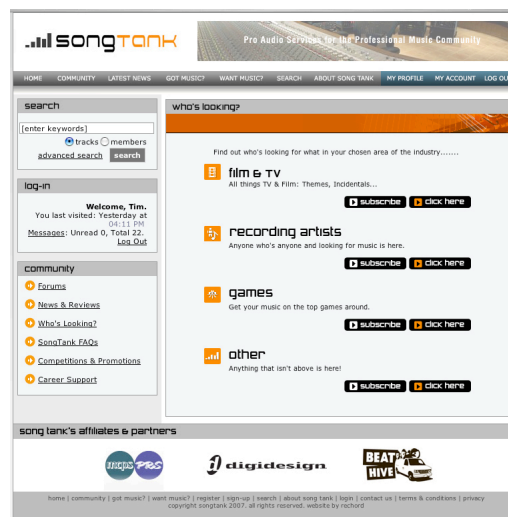 songtank
Pro Audio Services for the Professional Music Community
HOME COMMUNITY LATEST NEWS GOT MUSIC? WANT MUSIC? SEARCH ABOUT SONG TANK MY PROFILE MY ACCOUNT LOG OU
search
[enter keywords]
tracks members
advanced search search
log-in
Welcome, Tim.
You last visited: Yesterday at
04:11 PM
Messages: Unread 0, Total 22.
Log Out
community
Forums
News & Reviews
Who's Looking?
SongTank FAQs
Competitions & Promotions
Career Support
who's looking?
Find out who's looking for what in your chosen area of the industry.......
film & tv
All things TV & Film: Themes, Incidentals...
subscribe click here
recording artists
Anyone who's anyone and looking for music is here.
subscribe click here
games
Get your music on the top games around.
subscribe click here
other
Anything that isn't above is here!
subscribe click here
song tank's affiliates & partners
mcps PRS
digidesign
BEAT
HIVE
home | community | got music? | want music? | register | sign-up | search | about song tank | login | contact us | terms & conditions | privacy
copyright songtank 2007. all rights reserved. website by rechord